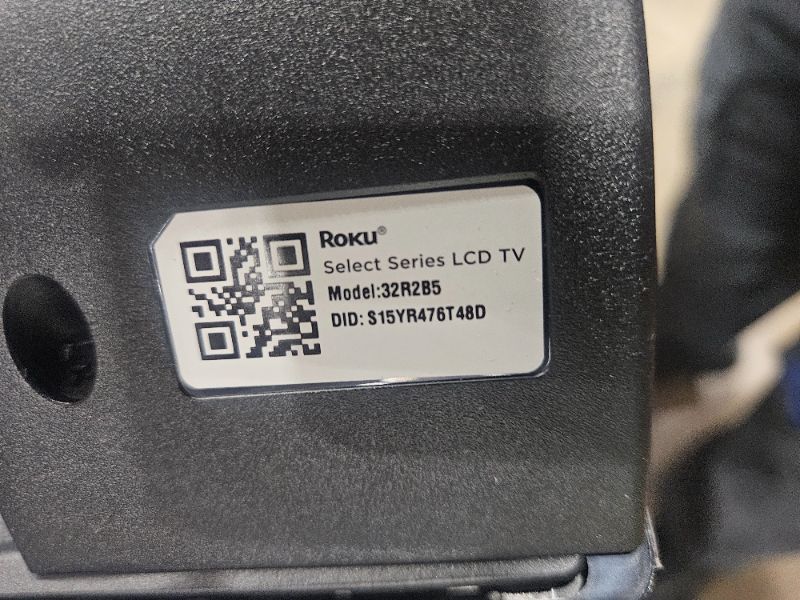 Roku®
Select Series LCD TV
Model:32R2B5
DID: S15YR476T48D